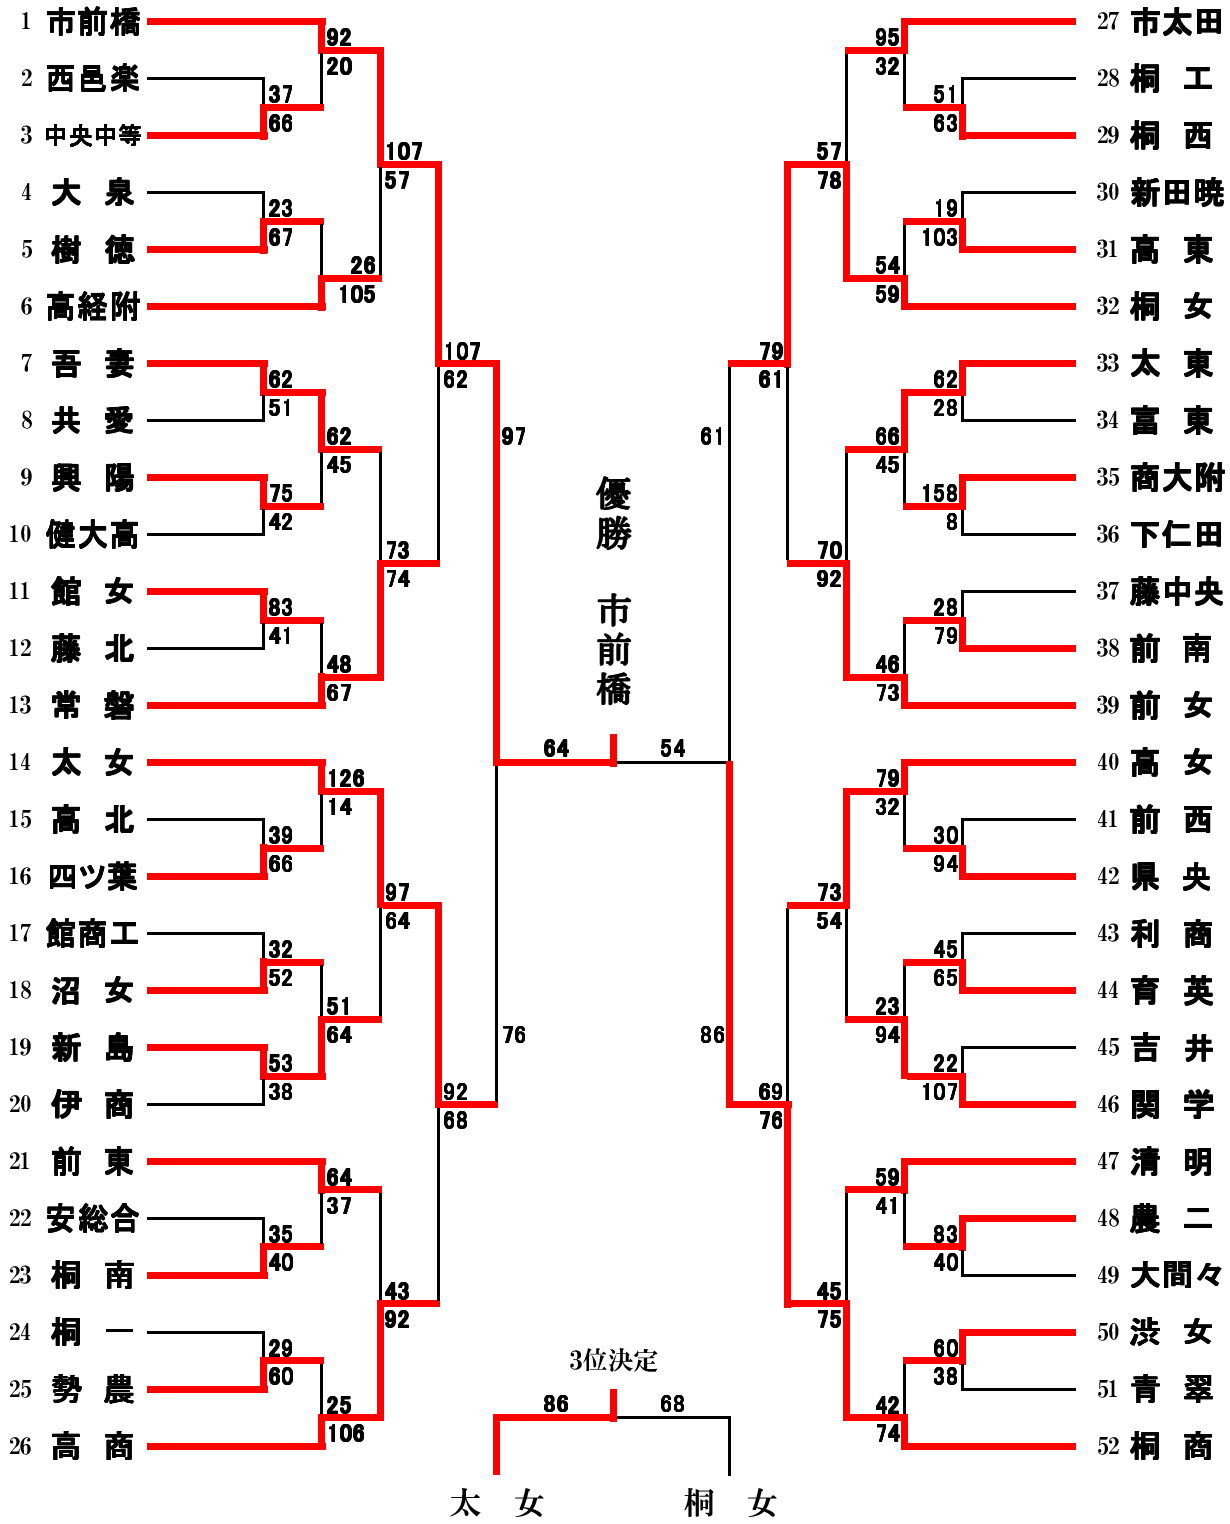 1 市前橋
2 西邑楽
3 中央中等
4 大泉
5 樹徳
6 高経附
7 吾妻
8 共愛
9 興陽
10 健大高
11 館女
12 藤北
13 常磐
14 太女
15 高北
16 四ツ葉
17 館商工
18 沼女
19 新島
20 伊商
21 前東
22 安総合
23 桐南
24 桐一
25 勢農
26 高商
92
20
37
66
107
57
23
67
26
105
107
62
62
51
62
45
75
42
73
74
83
41
48
67
97
126
14
39
66
97
64
32
52
51
64
53
38
76
92
68
64
37
35
40
43
92
29
60
25
106
優勝 市前橋
64 54
3位決定
86 68
太女 桐女
95
32
51
63
57
78
19
103
54
59
79
61
61
62
28
66
45
158
8
70
92
28
79
46
73
79
32
30
94
73
54
45
65
23
94
22
107
86
69
76
59
41
83
40
45
75
60
38
42
74
27 市太田
28 桐工
29 桐西
30 新田暁
31 高東
32 桐女
33 太東
34 富東
35 商大附
36 下仁田
37 藤中央
38 前南
39 前女
40 高女
41 前西
42 県央
43 利商
44 育英
45 吉井
46 関学
47 清明
48 農二
49 大間々
50 渋女
51 青翠
52 桐商